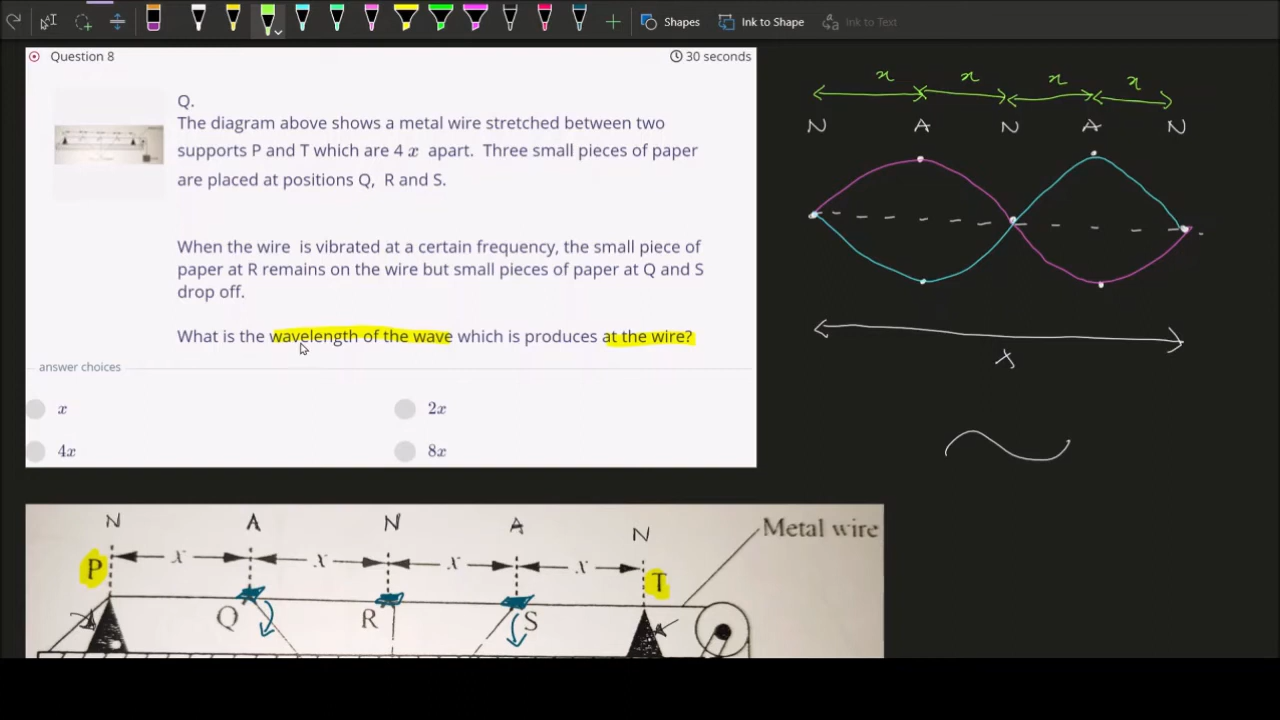 Shapes
Ink to Shape
Ink to Text
Question 8
30 seconds
Q.
The diagram above shows a metal wire stretched between two
supports P and T which are 4 x apart. Three small pieces of paper
are placed at positions Q, R and S.
When the wire is vibrated at a certain frequency, the small piece of
paper at R remains on the wire but small pieces of paper at Q and S
drop off.
What is the wavelength of the wave which is produces at the wire?
answer choices
x
2x
4x
8x
x x x x
N A N A N
x
N A N A N
Metal wire
x x x x
P T
Q R S